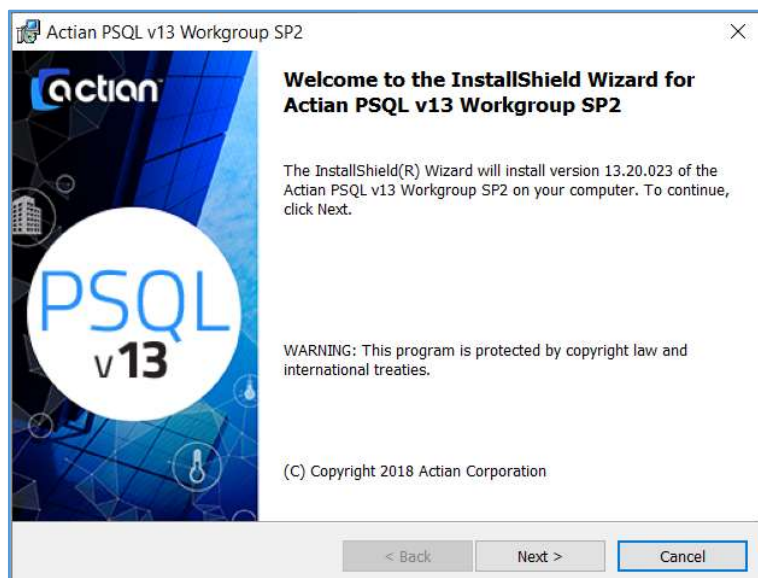 Actian PSQL v13 Workgroup SP2
actian
Welcome to the InstallShield Wizard for
Actian PSQL v13 Workgroup SP2
The InstallShield(R) Wizard will install version 13.20.023 of the
Actian PSQL v13 Workgroup SP2 on your computer. To continue,
click Next.
PSQL
v13
WARNING: This program is protected by copyright law and
international treaties.
(C) Copyright 2018 Actian Corporation
< Back
Next >
Cancel